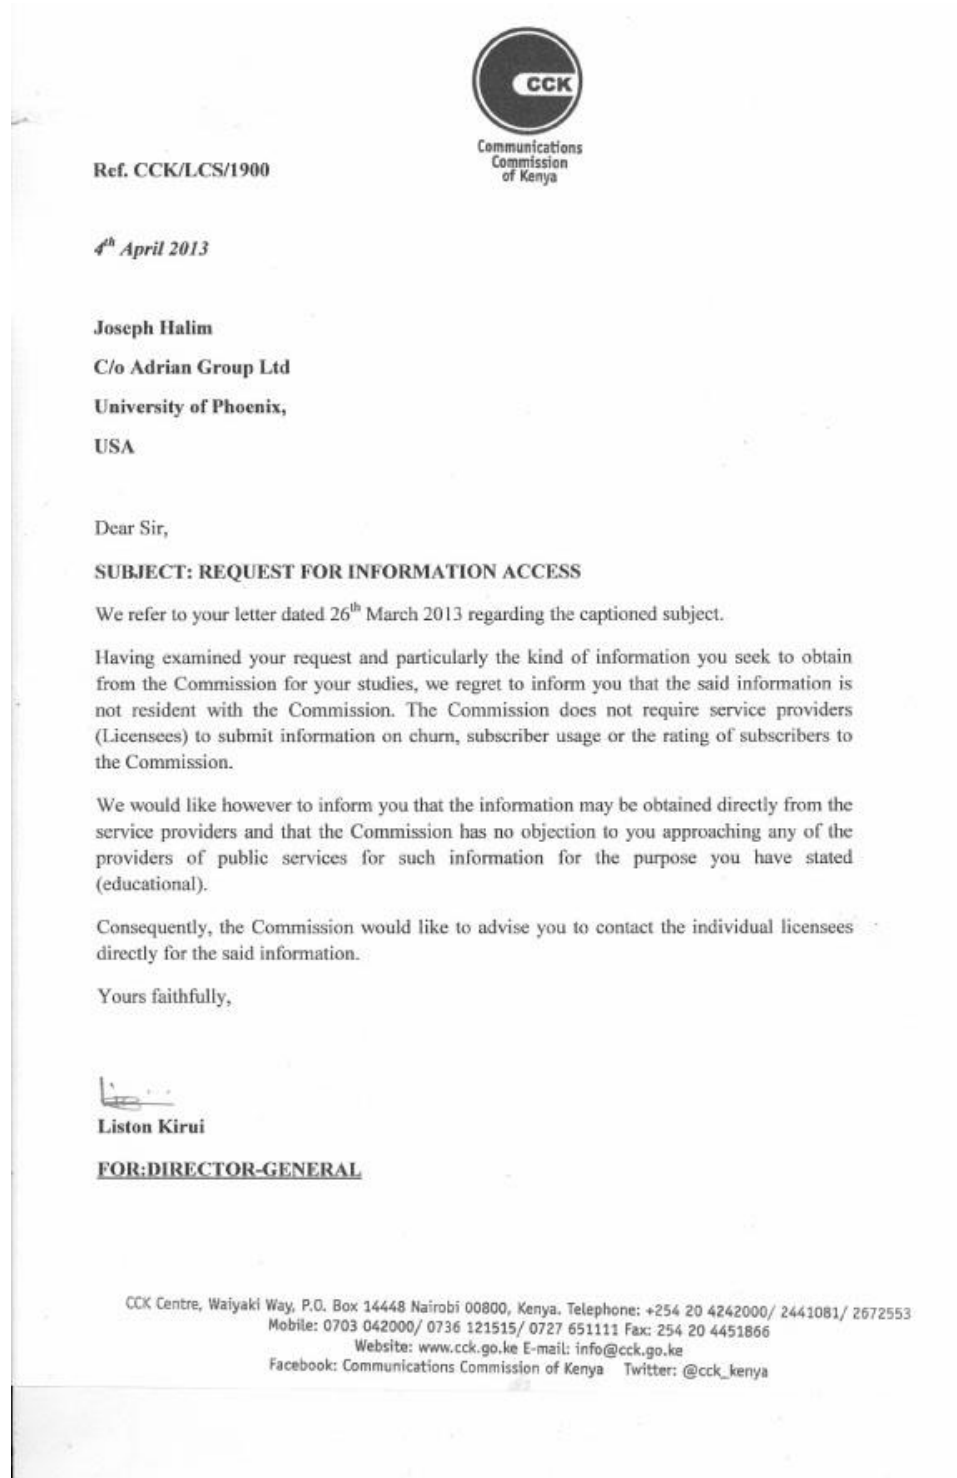 CCK
Communications
Commission
of Kenya
Ref. CCK/LCS/1900
4th April 2013
Joseph Halim
C/o Adrian Group Ltd
University of Phoenix,
USA
Dear Sir,
SUBJECT: REQUEST FOR INFORMATION ACCESS
We refer to your letter dated 26th March 2013 regarding the captioned subject.
Having examined your request and particularly the kind of information you seek to obtain
from the Commission for your studies, we regret to inform you that the said information is
not resident with the Commission. The Commission does not require service providers
(Licensees) to submit information on churn, subscriber usage or the rating of subscribers to
the Commission.
We would like however to inform you that the information may be obtained directly from the
service providers and that the Commission has no objection to you approaching any of the
providers of public services for such information for the purpose you have stated
(educational).
Consequently, the Commission would like to advise you to contact the individual licensees
directly for the said information.
Yours faithfully,
Liston Kirui
FOR:DIRECTOR-GENERAL
CCK Centre, Waiyaki Way, P.O. Box 14448 Nairobi 00800, Kenya. Telephone: +254 20 4242000/ 2441081/ 2672553
Mobile: 0703 042000/ 0736 121515/ 0727 651111 Fax: 254 20 4451866
Website: www.cck.go.ke E-mail: info@cck.go.ke
Facebook: Communications Commission of Kenya Twitter: @cck_kenya